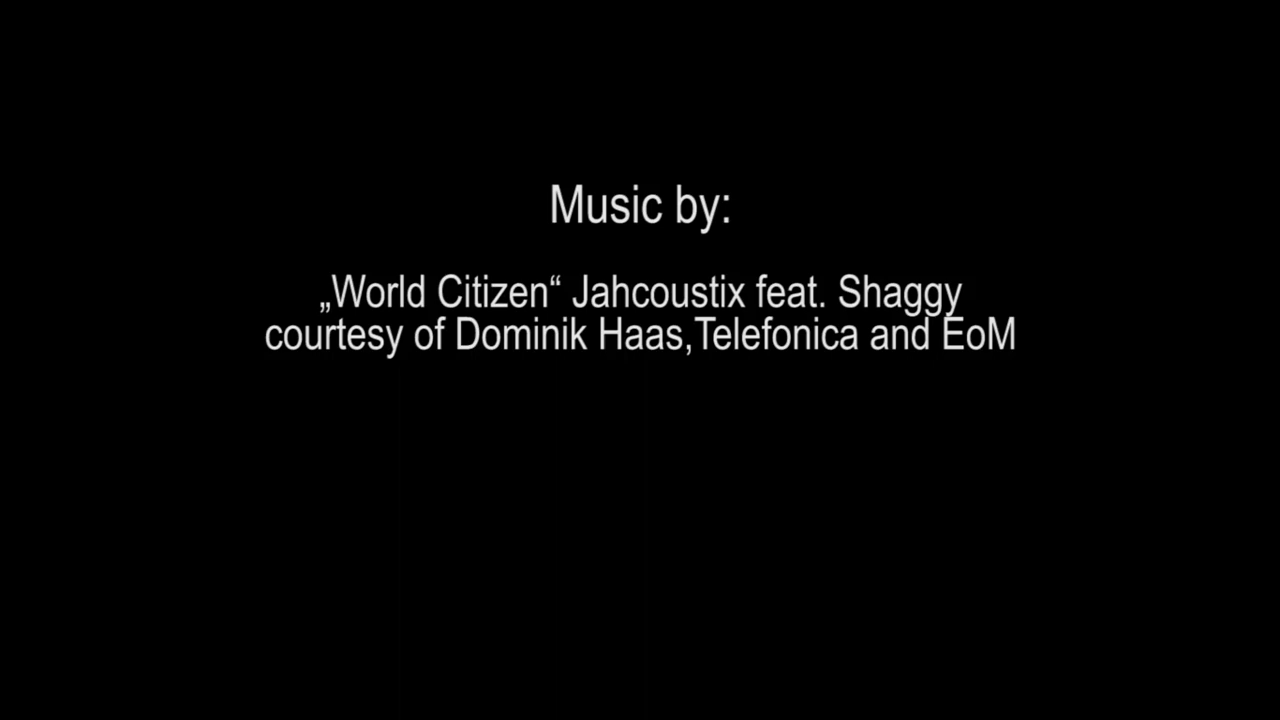 Music by:
„World Citizen“ Jahcoustix feat. Shaggy
courtesy of Dominik Haas,Telefonica and EoM